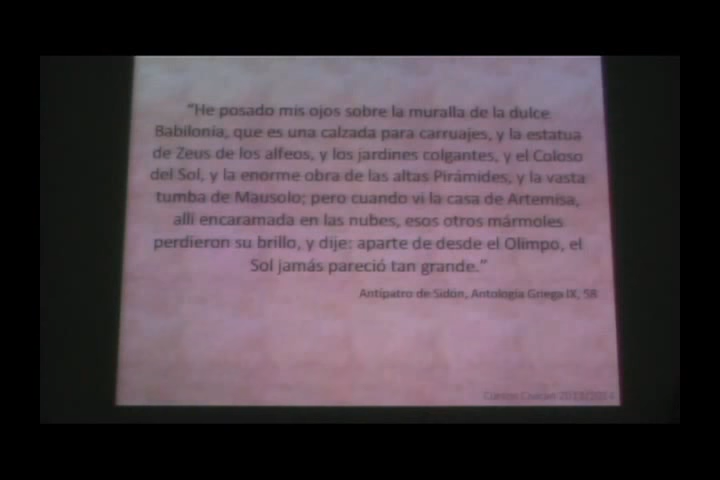 “He posado mis ojos sobre la muralla de la dulce
Babilonia, que es una calzada para carruajes, y la estatua
de Zeus de los alfeos, y los jardines colgantes, y el Coloso
del Sol, y la enorme obra de las altas Pirámides, y la vasta
tumba de Mausolo; pero cuando vi la casa de Artemisa,
allí encaramada en las nubes, esos otros mármoles
perdieron su brillo, y dije: aparte de desde el Olimpo, el
Sol jamás pareció tan grande.”
Antípatro de Sidón, Antología Griega IX, 58
2013/2014